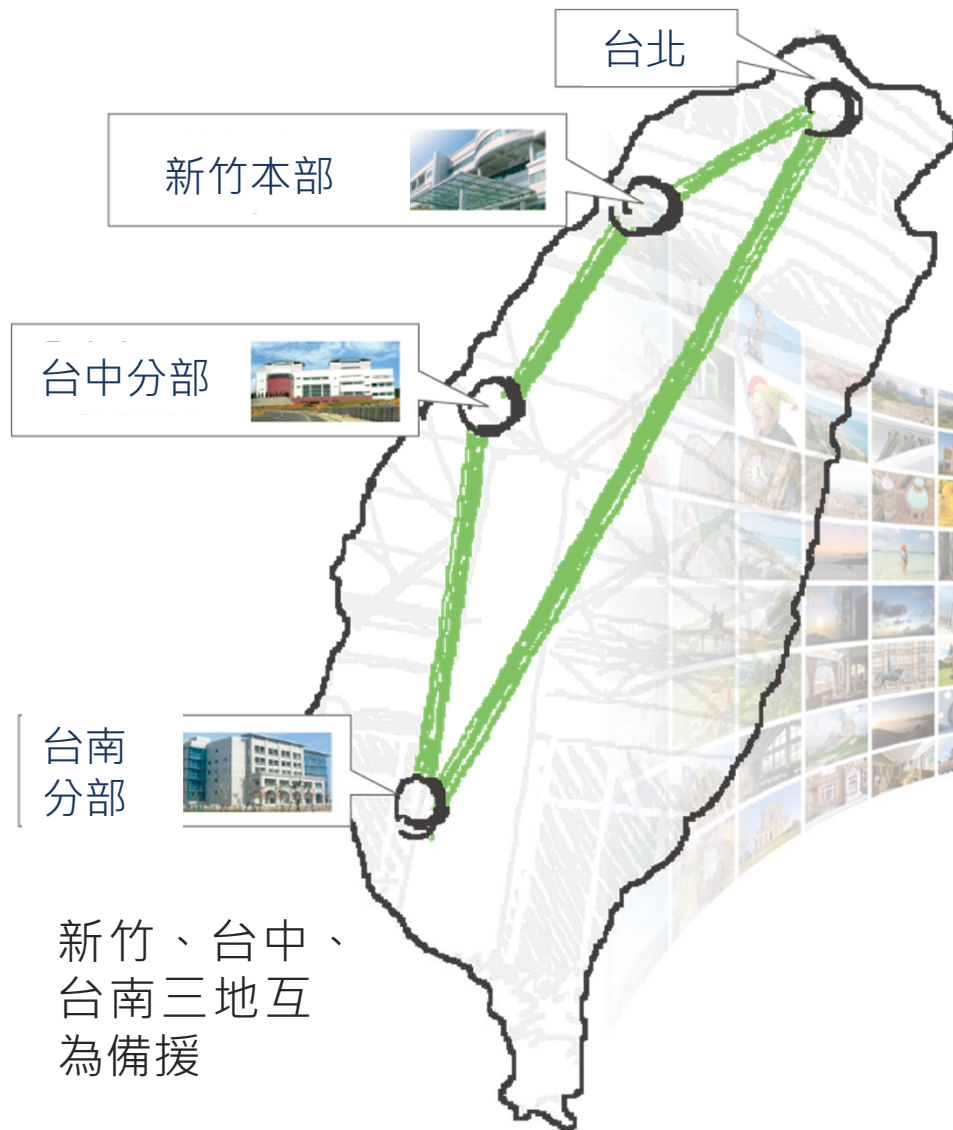 台北
新竹本部
台中分部
台南
分部
新竹、台中、
台南三地互
為備援